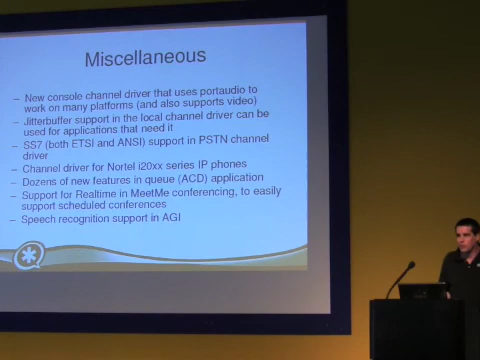 Miscellaneous
– New console channel driver that uses portaudio to
work on many platforms (and also supports video)
– Jitterbuffer support in the local channel driver can be
used for applications that need it
– SS7 (both ETSI and ANSI) support in PSTN channel
driver
– Channel driver for Nortel i20xx series IP phones
– Dozens of new features in queue (ACD) application
– Support for Realtime in MeetMe conferencing, to easily
support scheduled conferences
– Speech recognition support in AGI